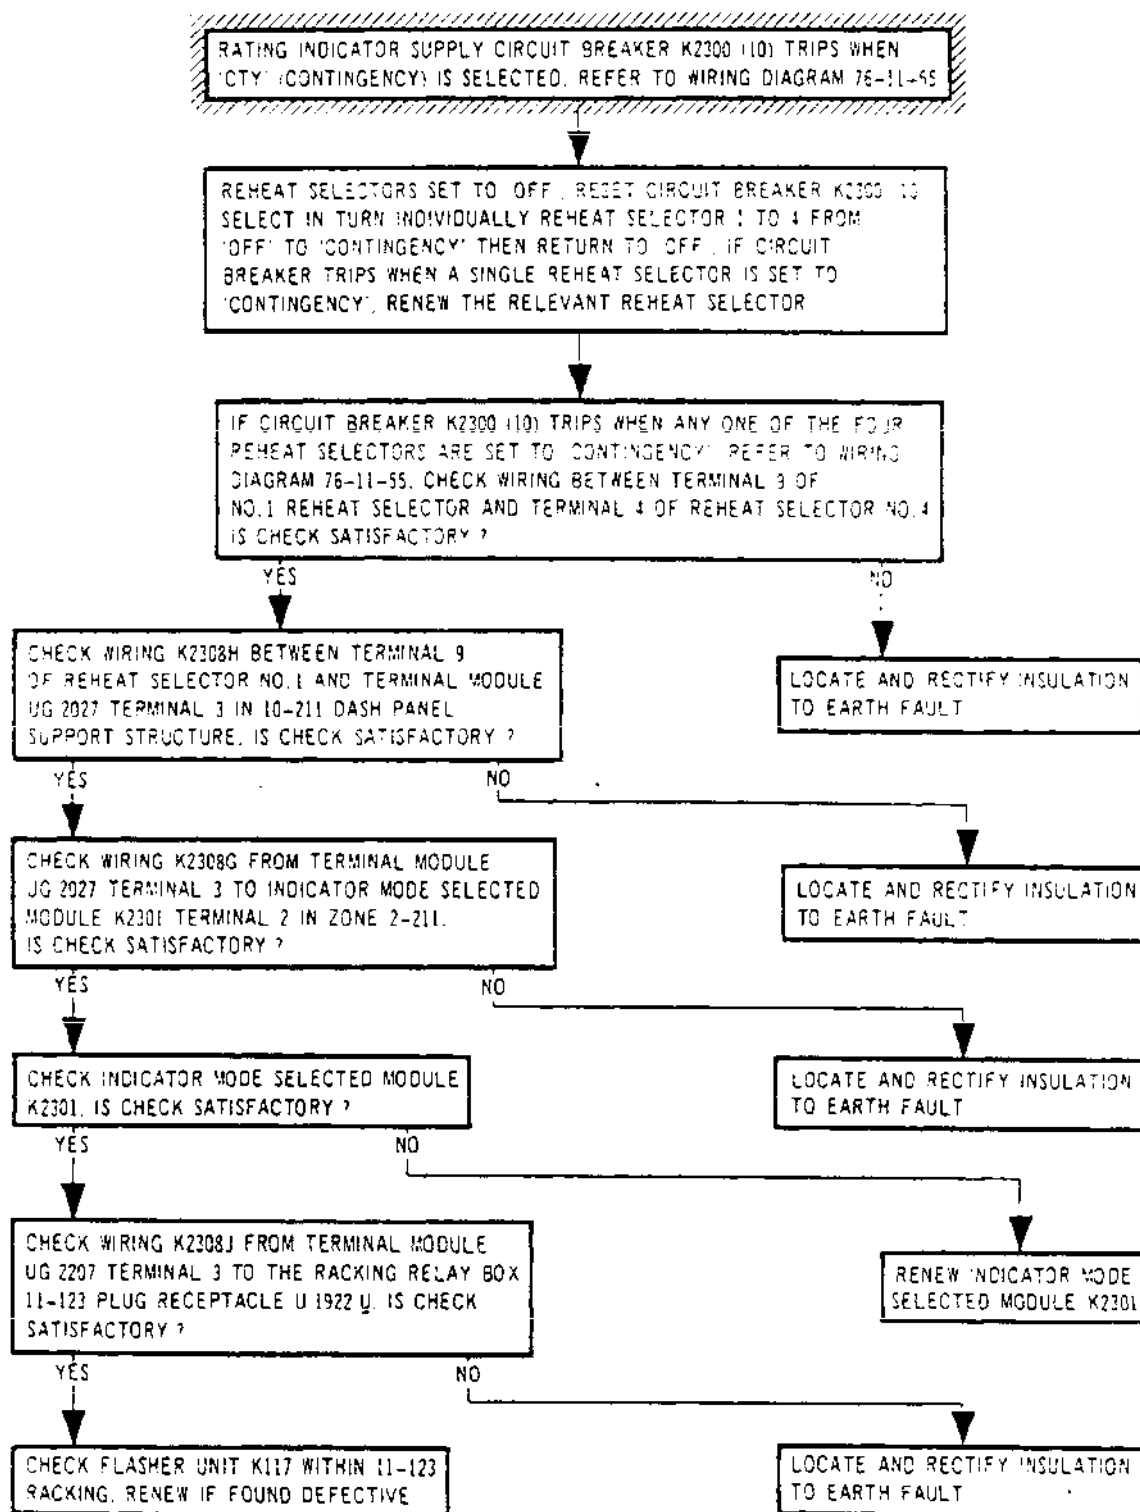 RATING INDICATOR SUPPLY CIRCUIT BREAKER K2300 (10) TRIPS WHEN
'CTY' (CONTINGENCY) IS SELECTED. REFER TO WIRING DIAGRAM 76-11-55
REHEAT SELECTORS SET TO 'OFF'. RESET CIRCUIT BREAKER K2300 10
SELECT IN TURN INDIVIDUALLY REHEAT SELECTOR 1 TO 4 FROM
'OFF' TO 'CONTINGENCY' THEN RETURN TO 'OFF'. IF CIRCUIT
BREAKER TRIPS WHEN A SINGLE REHEAT SELECTOR IS SET TO
'CONTINGENCY', RENEW THE RELEVANT REHEAT SELECTOR
IF CIRCUIT BREAKER K2300 (10) TRIPS WHEN ANY ONE OF THE FOUR
REHEAT SELECTORS ARE SET TO 'CONTINGENCY' REFER TO WIRING
DIAGRAM 76-11-55. CHECK WIRING BETWEEN TERMINAL 9 OF
NO.1 REHEAT SELECTOR AND TERMINAL 4 OF REHEAT SELECTOR NO.4
IS CHECK SATISFACTORY ?
YES
NO
CHECK WIRING K2308H BETWEEN TERMINAL 9
OF REHEAT SELECTOR NO.1 AND TERMINAL MODULE
UG 2027 TERMINAL 3 IN 10-211 DASH PANEL
SUPPORT STRUCTURE. IS CHECK SATISFACTORY ?
LOCATE AND RECTIFY INSULATION
TO EARTH FAULT
YES
NO
CHECK WIRING K2308G FROM TERMINAL MODULE
UG 2027 TERMINAL 3 TO INDICATOR MODE SELECTED
MODULE K2301 TERMINAL 2 IN ZONE 2-211.
IS CHECK SATISFACTORY ?
LOCATE AND RECTIFY INSULATION
TO EARTH FAULT
YES
NO
CHECK INDICATOR MODE SELECTED MODULE
K2301. IS CHECK SATISFACTORY ?
LOCATE AND RECTIFY INSULATION
TO EARTH FAULT
YES
NO
CHECK WIRING K2308J FROM TERMINAL MODULE
UG 2207 TERMINAL 3 TO THE RACKING RELAY BOX
11-123 PLUG RECEPTACLE U 1922 U. IS CHECK
SATISFACTORY ?
RENEW INDICATOR MODE
SELECTED MODULE K2301
YES
NO
CHECK FLASHER UNIT K117 WITHIN 11-123
RACKING. RENEW IF FOUND DEFECTIVE
LOCATE AND RECTIFY INSULATION
TO EARTH FAULT